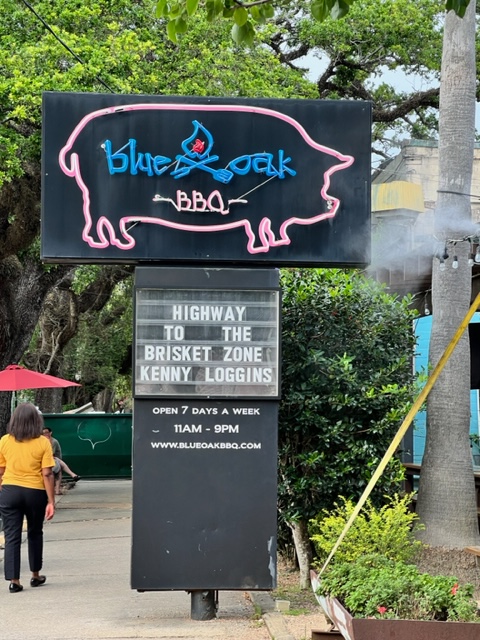 blue oak
BBQ
HIGHWAY
TO THE
BRISKET ZONE
KENNY LOGGINS
OPEN 7 DAYS A WEEK
11AM - 9PM
WWW.BLUEOAKBBQ.COM